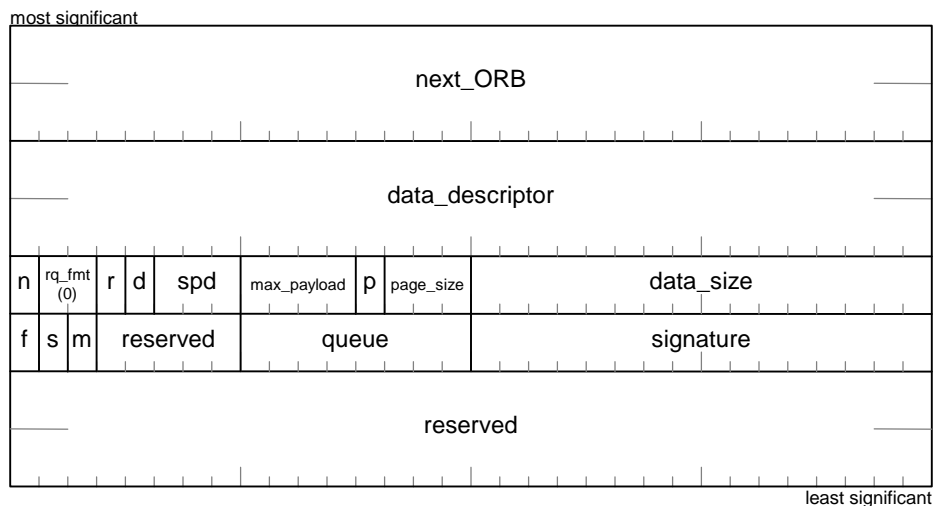 most significant
next_ORB
data_descriptor
n rq_fmt (0) r d spd max_payload p page_size data_size
f s m reserved queue signature
reserved
least significant